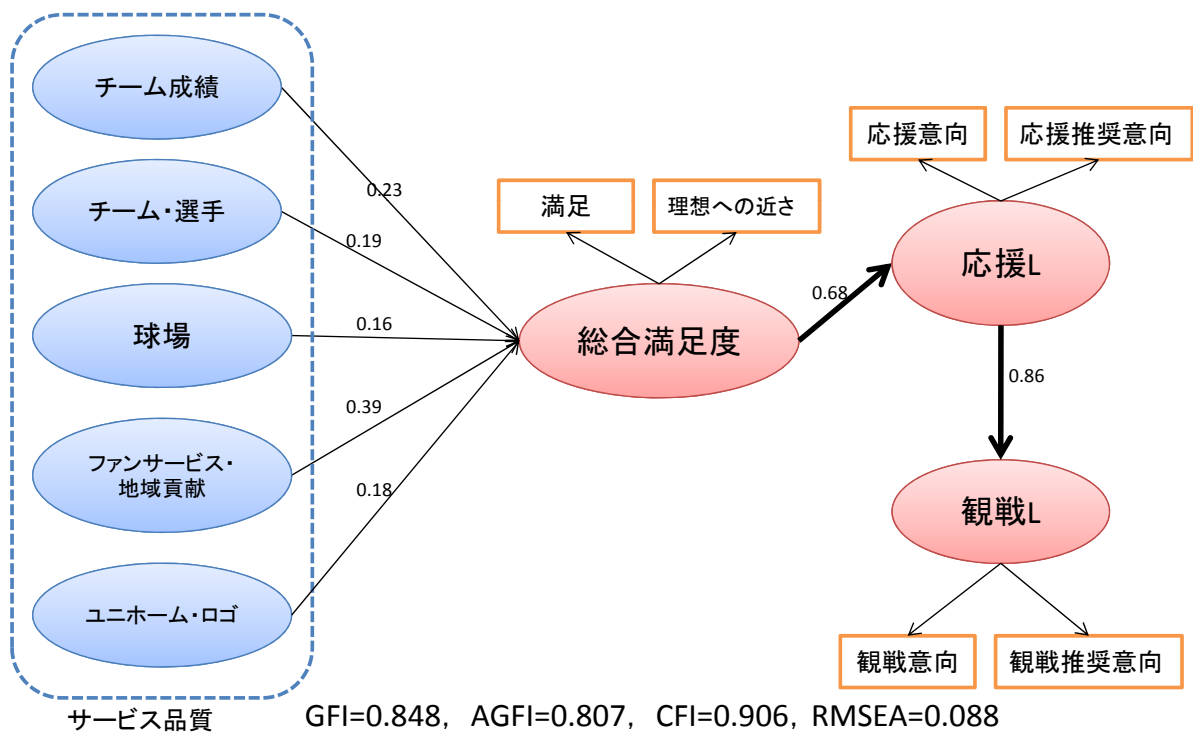 チーム成績
チーム・選手
球場
ファンサービス・
地域貢献
ユニホーム・ロゴ
サービス品質
0.23
0.19
0.16
0.39
0.18
満足
理想への近さ
総合満足度
0.68
応援意向
応援推奨意向
応援L
0.86
観戦L
観戦意向
観戦推奨意向
GFI=0.848, AGFI=0.807, CFI=0.906, RMSEA=0.088